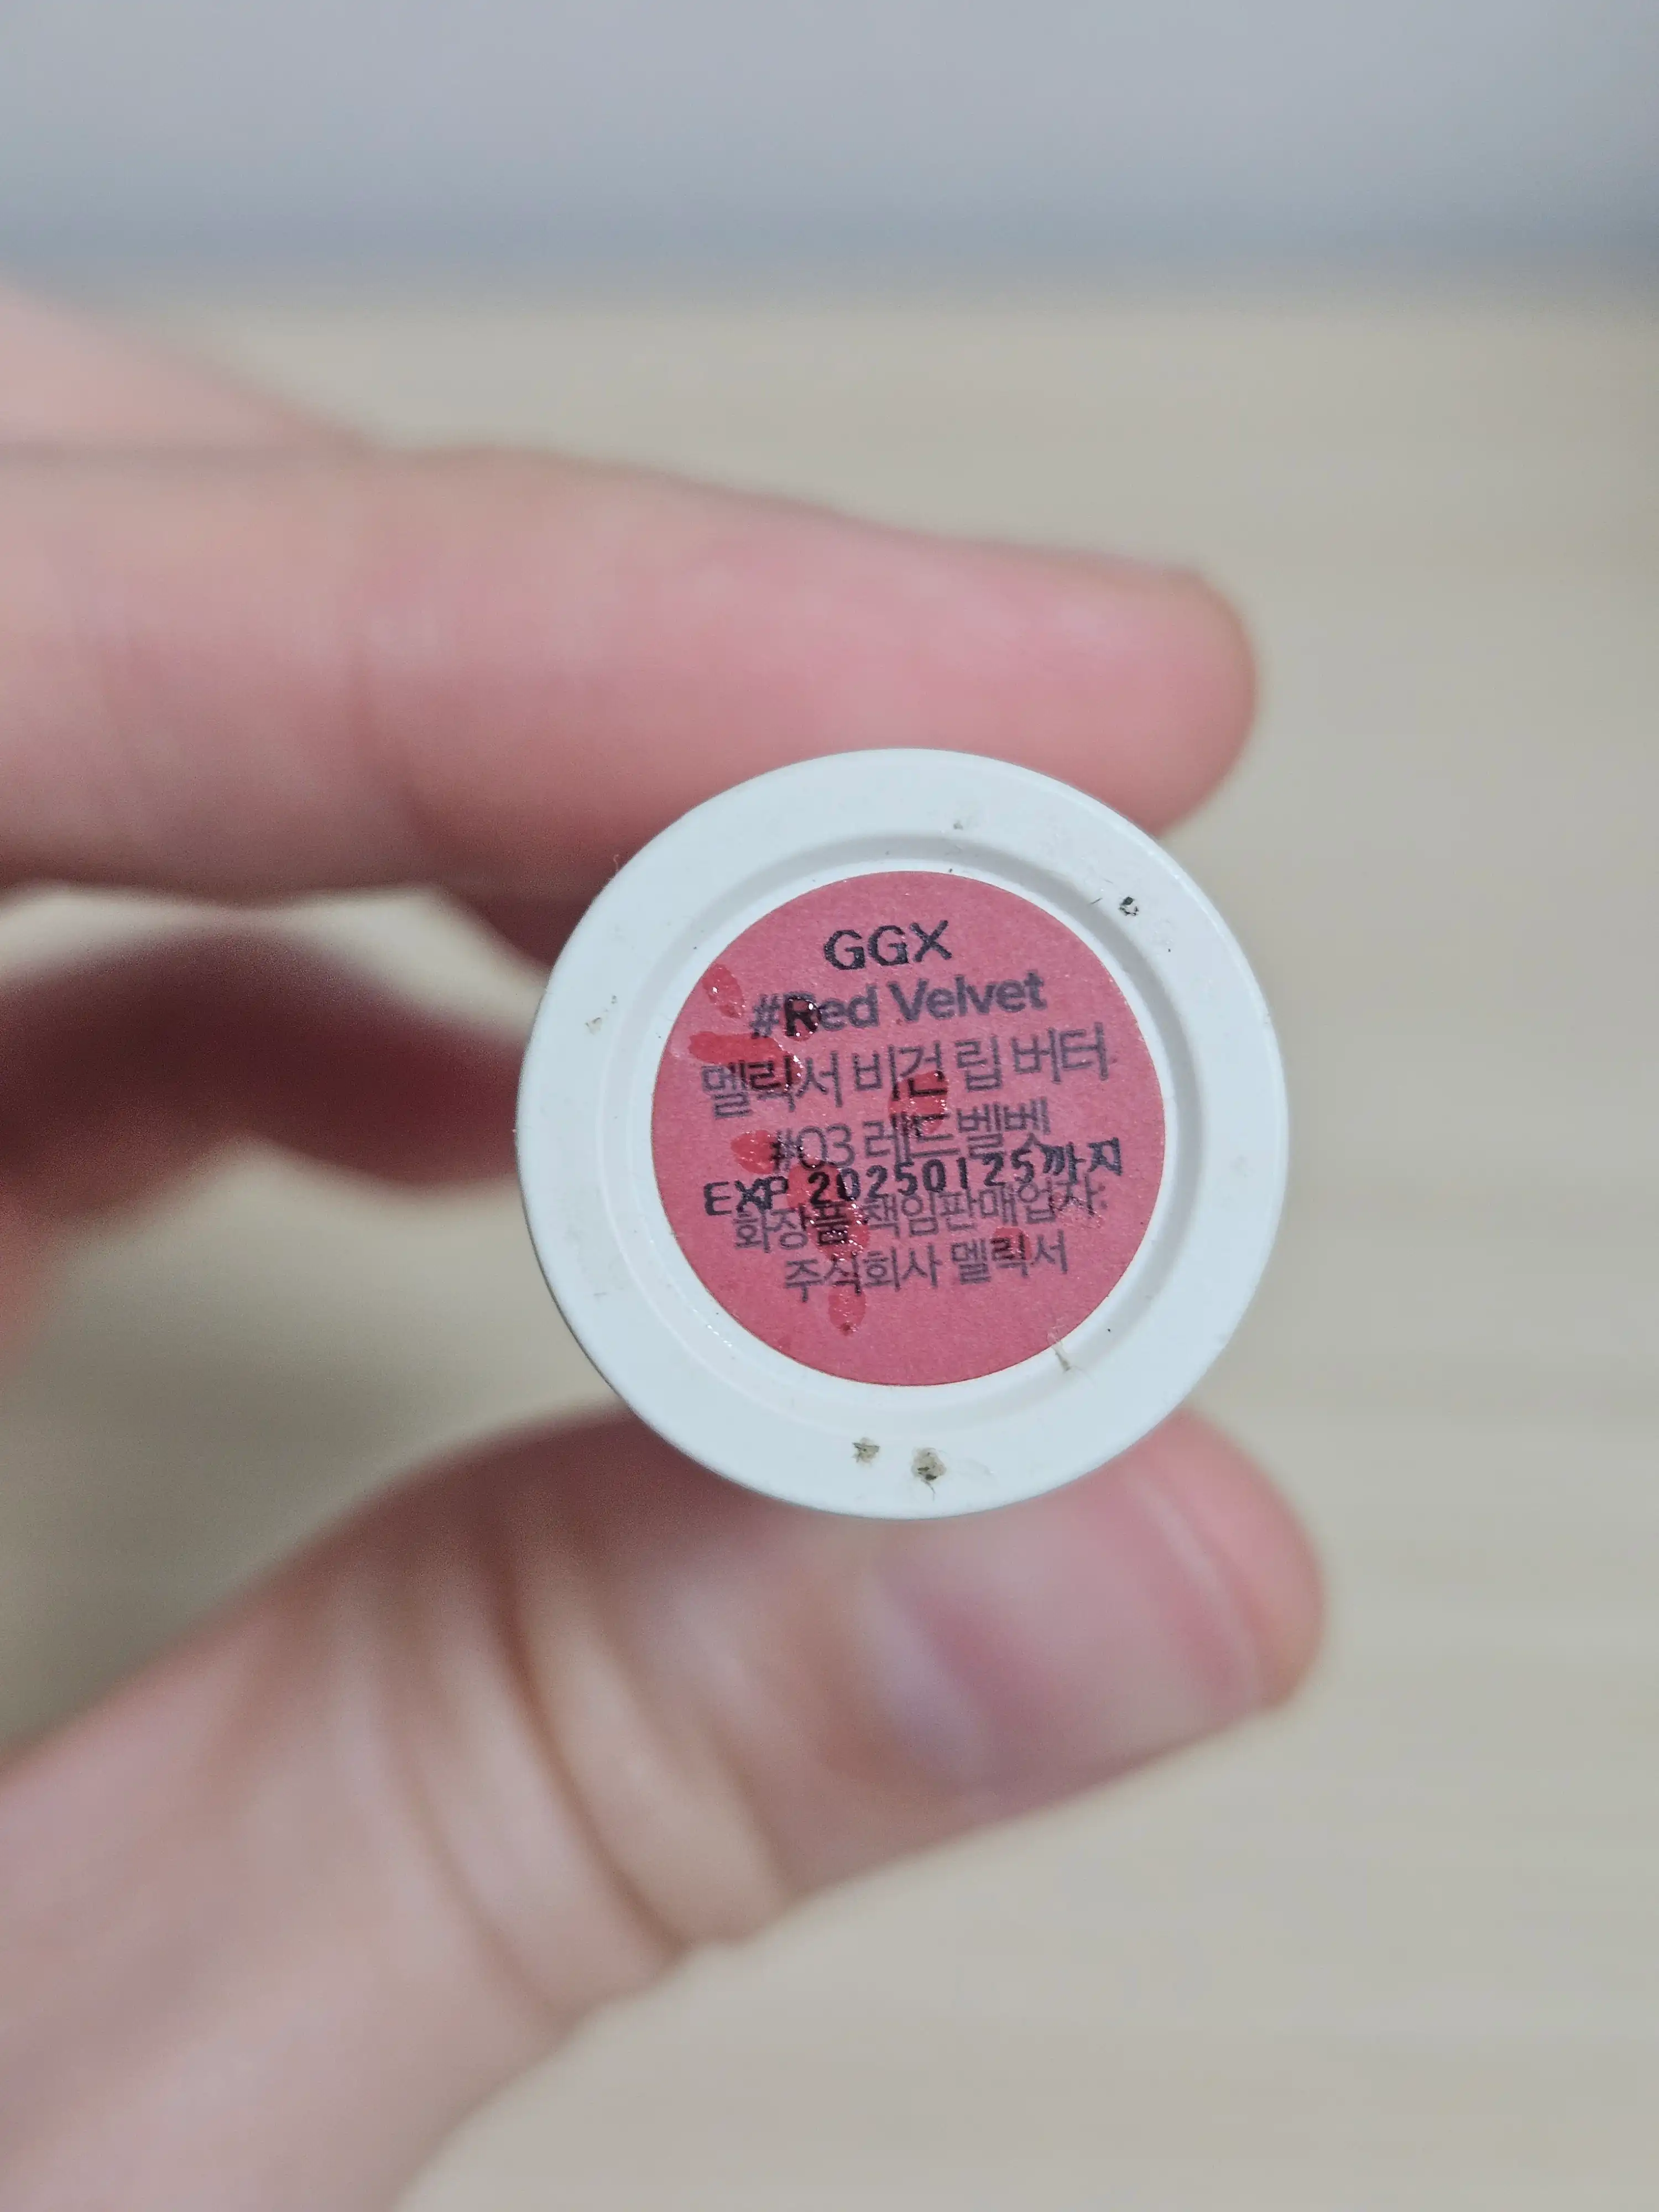 GGX
#Red Velvet
멜릭서 비건 립 버터
#03 레드벨벳
EXP 20250125까지
화장품책임판매업자:
주식회사 멜릭서